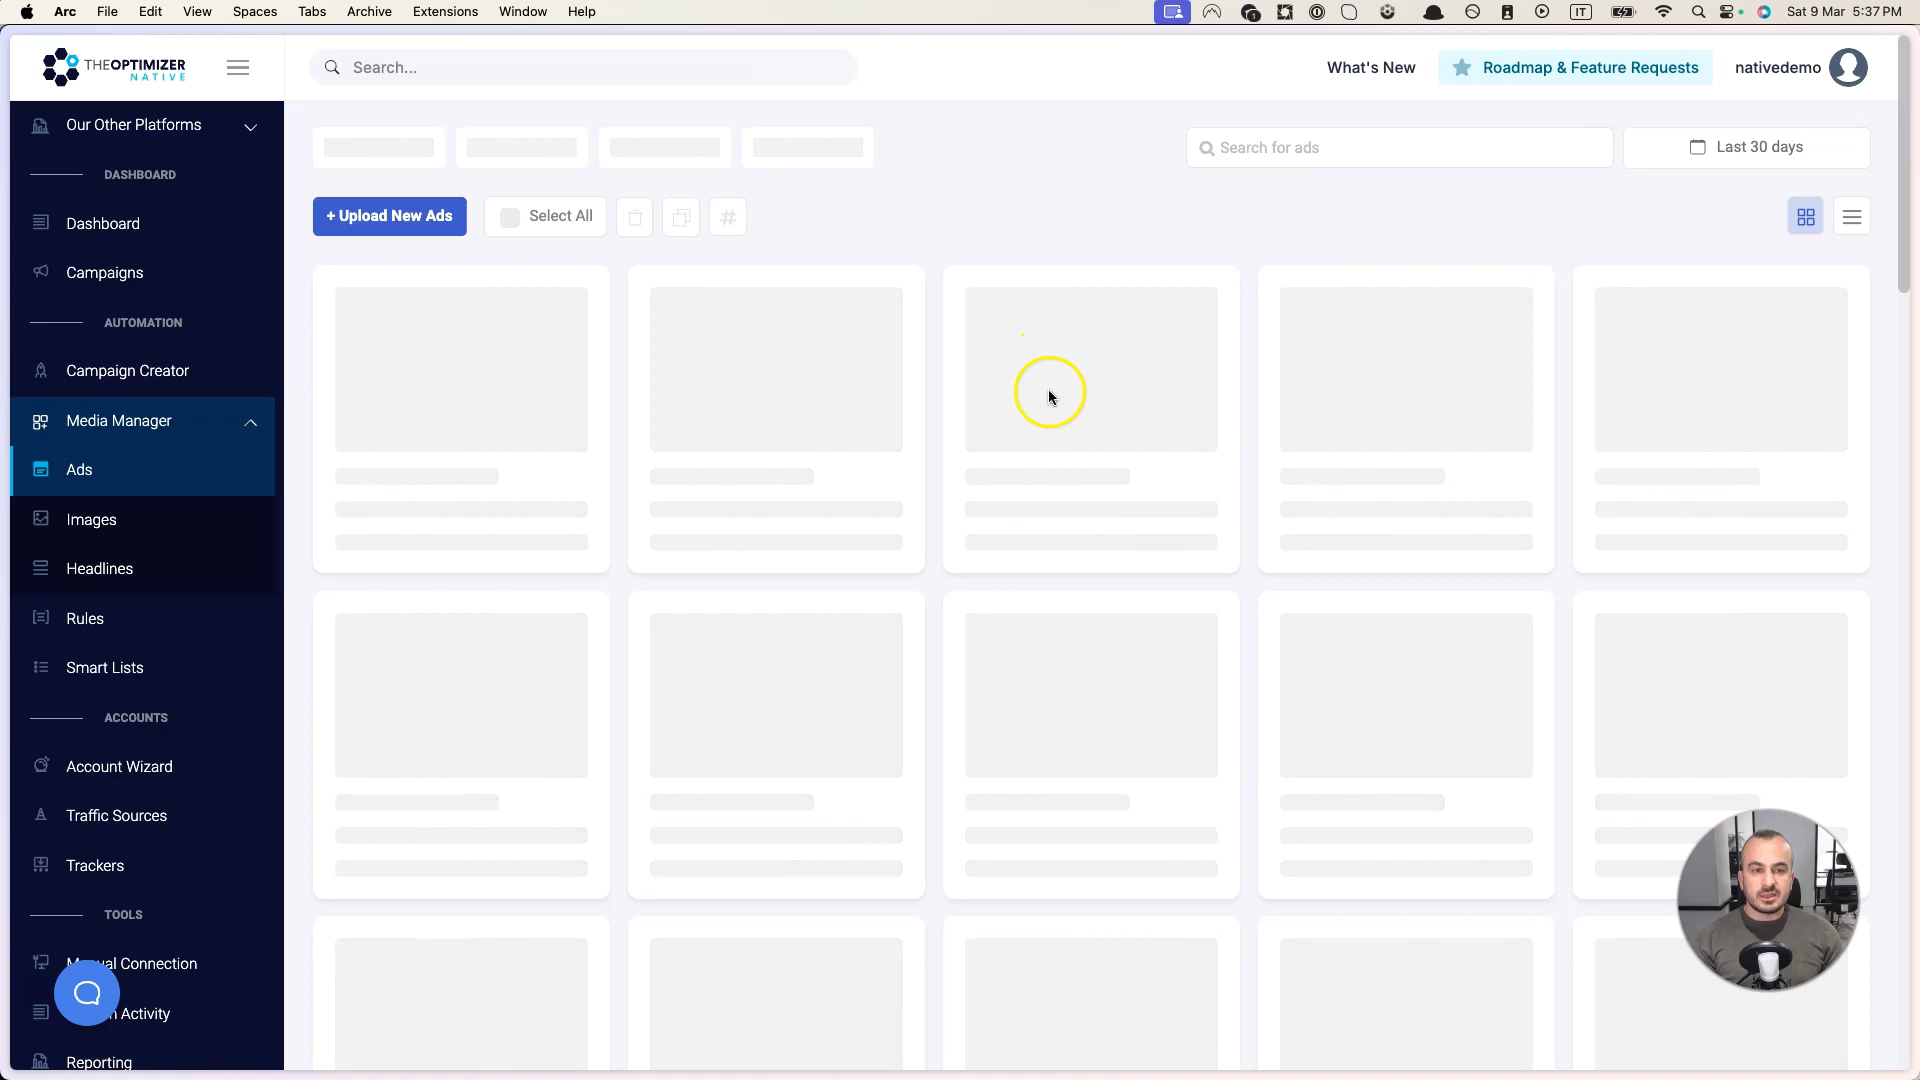 Arc File Edit View Spaces Tabs Archive Extensions Window Help
1 IT Sat 9 Mar 5:37 PM
THEOPTIMIZER
NATIVE
Search...
What's New
Roadmap & Feature Requests
nativedemo
Our Other Platforms
DASHBOARD
Dashboard
Campaigns
AUTOMATION
Campaign Creator
Media Manager
Ads
Images
Headlines
Rules
Smart Lists
ACCOUNTS
Account Wizard
Traffic Sources
Trackers
TOOLS
Connection
Activity
Reporting
Search for ads
Last 30 days
+ Upload New Ads
Select All
#